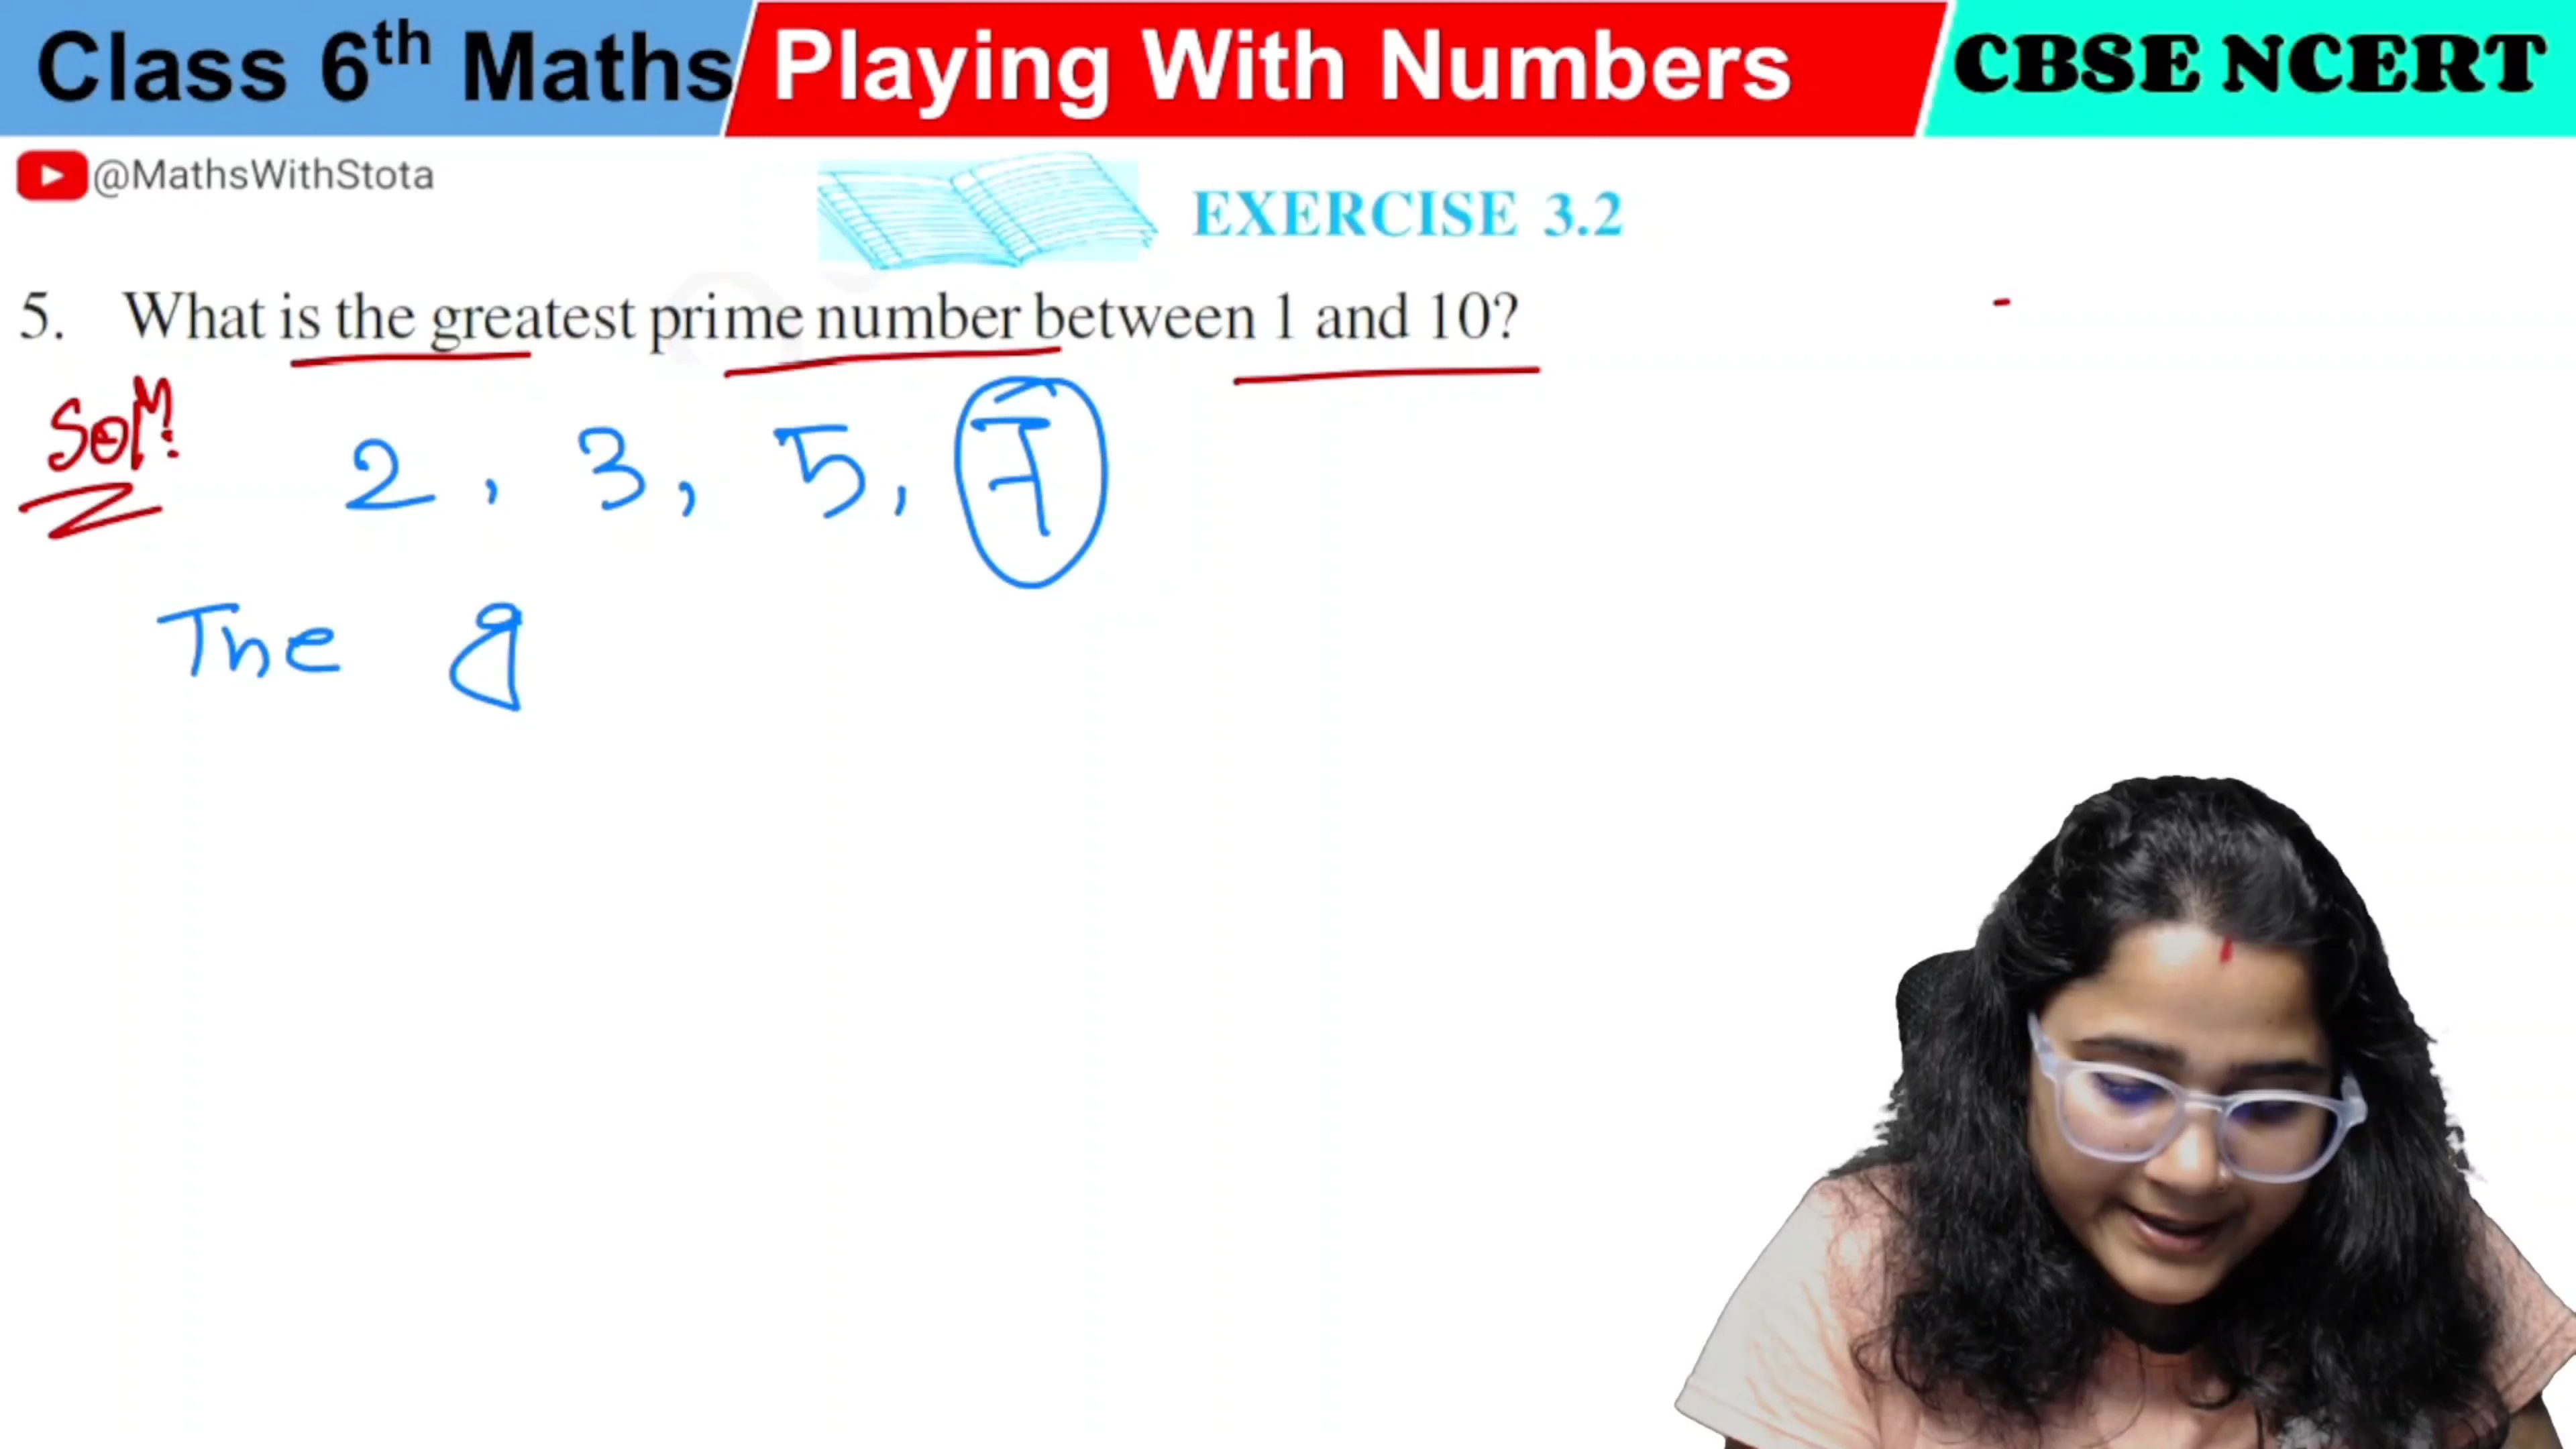 Class 6th Maths Playing With Numbers CBSE NCERT
@MathsWithStota
EXERCISE 3.2
5. What is the greatest prime number between 1 and 10?
Soln:
2, 3, 5, 7
The g